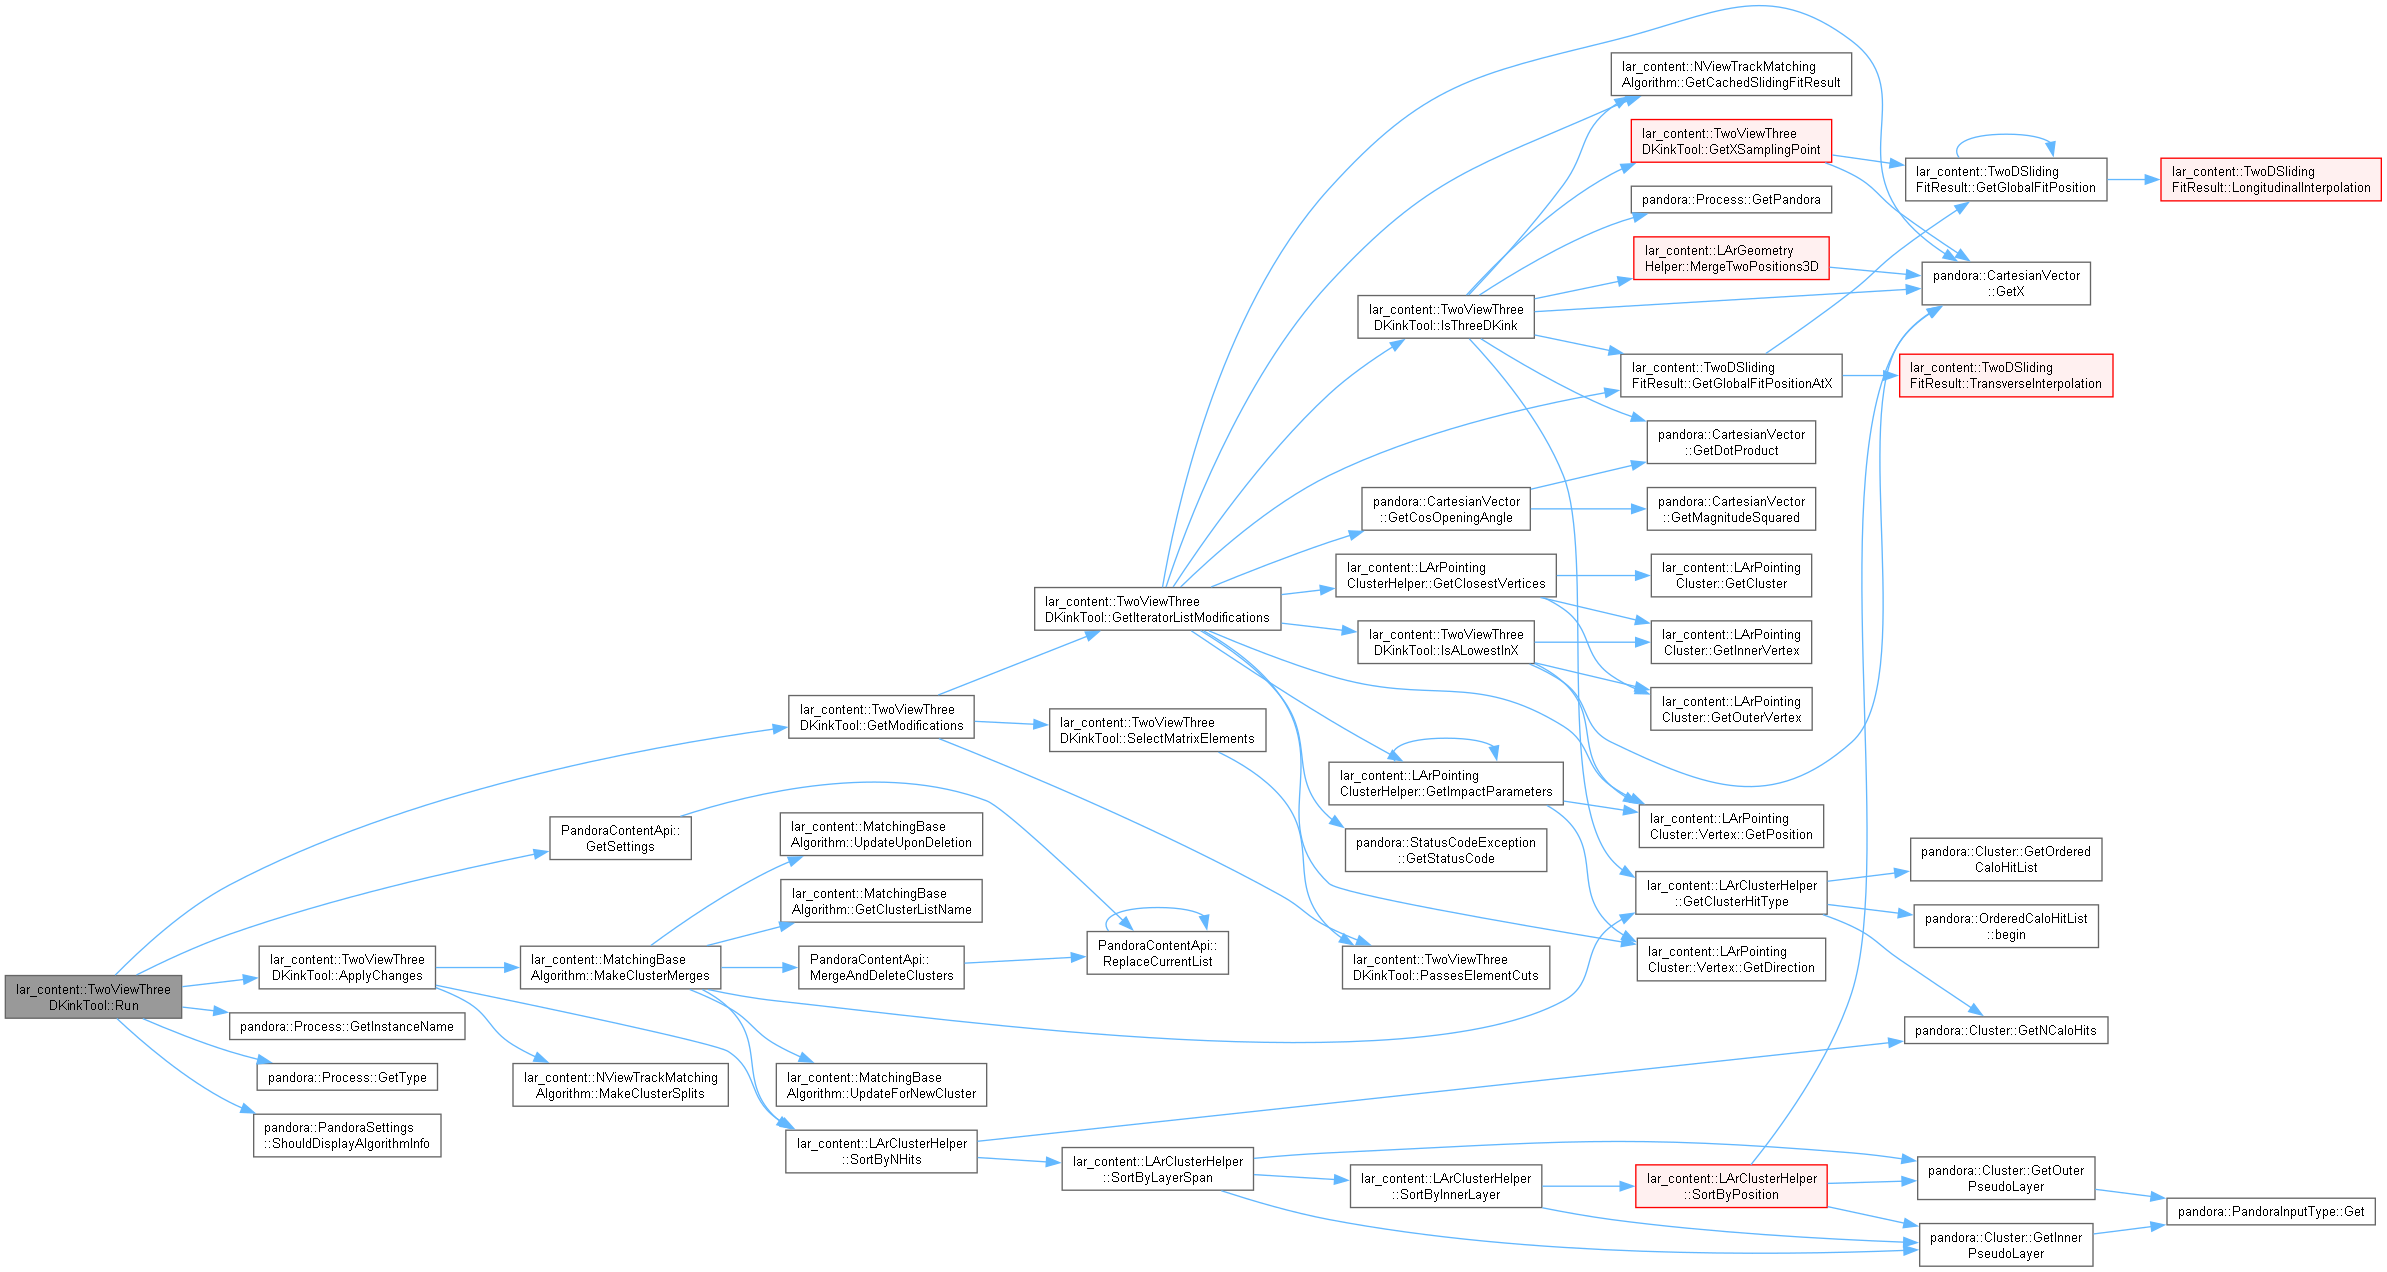 lar_content::TwoViewThree
DKinkTool::Run
lar_content::TwoViewThree
DKinkTool::ApplyChanges
pandora::Process::GetInstanceName
pandora::Process::GetType
pandora::PandoraSettings
::ShouldDisplayAlgorithmInfo
PandoraContentApi::
GetSettings
lar_content::MatchingBase
Algorithm::MakeClusterMerges
lar_content::NViewTrackMatching
Algorithm::MakeClusterSplits
lar_content::TwoViewThree
DKinkTool::GetModifications
lar_content::MatchingBase
Algorithm::UpdateUponDeletion
lar_content::MatchingBase
Algorithm::GetClusterListName
PandoraContentApi::
MergeAndDeleteClusters
lar_content::MatchingBase
Algorithm::UpdateForNewCluster
lar_content::LArClusterHelper
::SortByNHits
lar_content::TwoViewThree
DKinkTool::GetIteratorListModifications
lar_content::TwoViewThree
DKinkTool::SelectMatrixElements
PandoraContentApi::
ReplaceCurrentList
lar_content::LArClusterHelper
::SortByLayerSpan
lar_content::TwoViewThree
DKinkTool::IsThreeDKink
pandora::CartesianVector
::GetCosOpeningAngle
lar_content::LArPointing
ClusterHelper::GetClosestVertices
lar_content::TwoViewThree
DKinkTool::IsALowestInX
lar_content::LArPointing
ClusterHelper::GetImpactParameters
pandora::StatusCodeException
::GetStatusCode
lar_content::TwoViewThree
DKinkTool::PassesElementCuts
lar_content::LArClusterHelper
::SortByInnerLayer
lar_content::NViewTrackMatching
Algorithm::GetCachedSlidingFitResult
lar_content::TwoViewThree
DKinkTool::GetXSamplingPoint
pandora::Process::GetPandora
lar_content::LArGeometry
Helper::MergeTwoPositions3D
lar_content::TwoDSliding
FitResult::GetGlobalFitPositionAtX
pandora::CartesianVector
::GetDotProduct
pandora::CartesianVector
::GetMagnitudeSquared
lar_content::LArPointing
Cluster::GetCluster
lar_content::LArPointing
Cluster::GetInnerVertex
lar_content::LArPointing
Cluster::GetOuterVertex
lar_content::LArPointing
Cluster::Vertex::GetPosition
lar_content::LArClusterHelper
::GetClusterHitType
lar_content::LArPointing
Cluster::Vertex::GetDirection
lar_content::LArClusterHelper
::SortByPosition
lar_content::TwoDSliding
FitResult::GetGlobalFitPosition
pandora::CartesianVector
::GetX
lar_content::TwoDSliding
FitResult::TransverseInterpolation
pandora::Cluster::GetOrdered
CaloHitList
pandora::OrderedCaloHitList
::begin
pandora::Cluster::GetNCaloHits
pandora::Cluster::GetOuter
PseudoLayer
pandora::Cluster::GetInner
PseudoLayer
lar_content::TwoDSliding
FitResult::LongitudinalInterpolation
pandora::PandoraInputType::Get